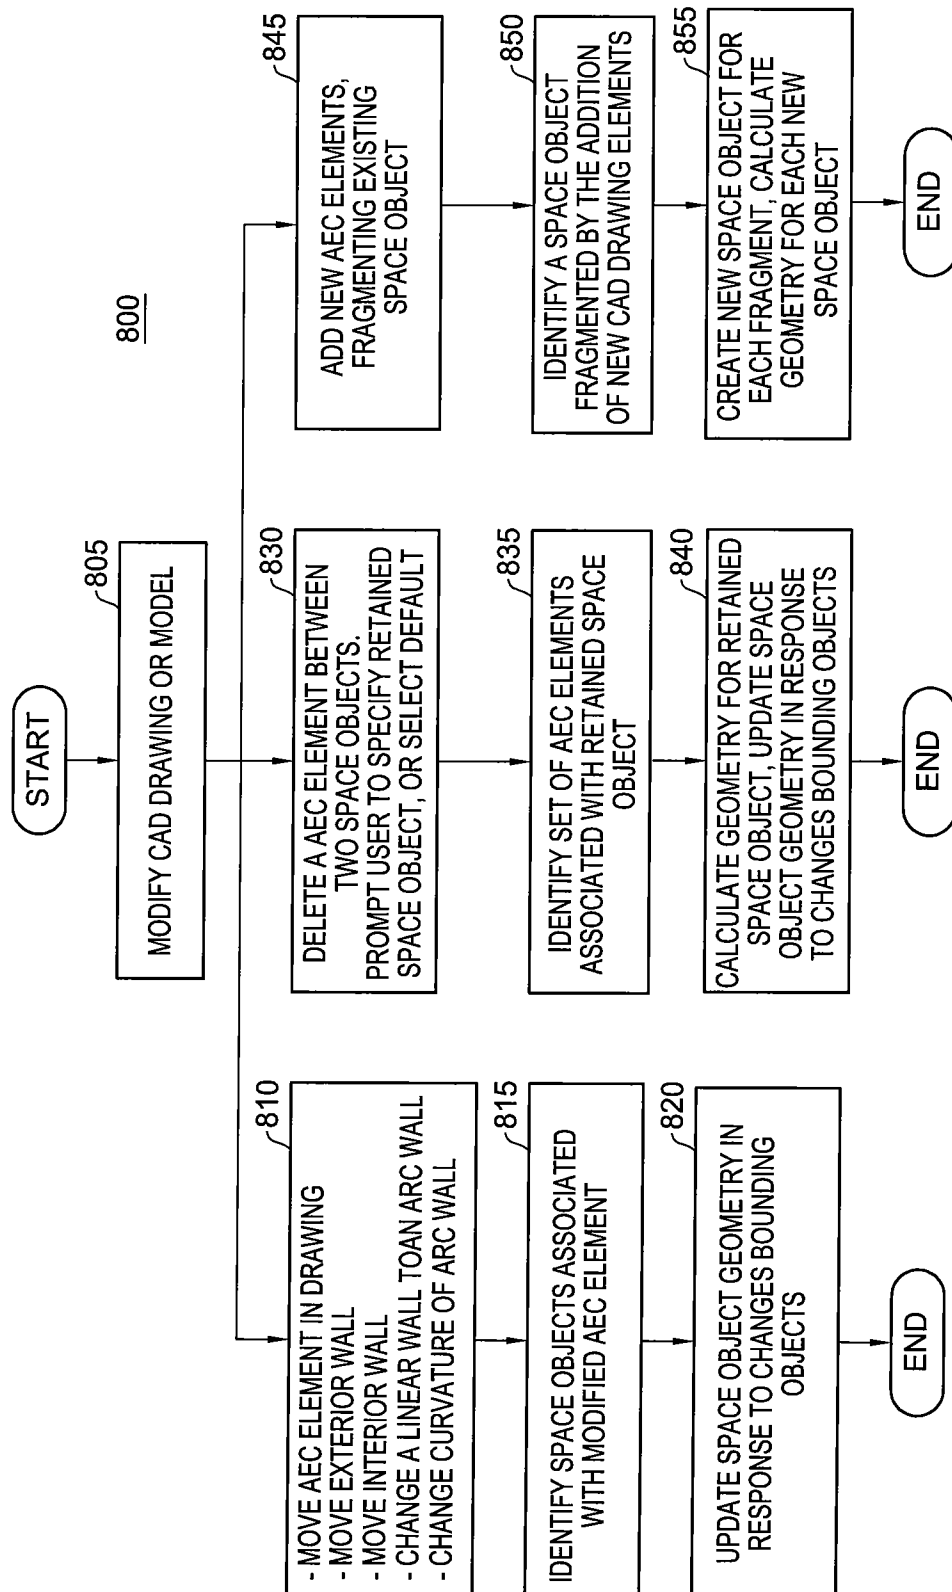 800
START
805
MODIFY CAD DRAWING OR MODEL
810
- MOVE AEC ELEMENT IN DRAWING
- MOVE EXTERIOR WALL
- MOVE INTERIOR WALL
- CHANGE A LINEAR WALL TOAN ARC WALL
- CHANGE CURVATURE OF ARC WALL
815
IDENTIFY SPACE OBJECTS ASSOCIATED
WITH MODIFIED AEC ELEMENT
820
UPDATE SPACE OBJECT GEOMETRY IN
RESPONSE TO CHANGES BOUNDING
OBJECTS
END
830
DELETE A AEC ELEMENT BETWEEN
TWO SPACE OBJECTS.
PROMPT USER TO SPECIFY RETAINED
SPACE OBJECT, OR SELECT DEFAULT
835
IDENTIFY SET OF AEC ELEMENTS
ASSOCIATED WITH RETAINED SPACE
OBJECT
840
CALCULATE GEOMETRY FOR RETAINED
SPACE OBJECT, UPDATE SPACE
OBJECT GEOMETRY IN RESPONSE
TO CHANGES BOUNDING OBJECTS
END
845
ADD NEW AEC ELEMENTS,
FRAGMENTING EXISTING
SPACE OBJECT
850
IDENTIFY A SPACE OBJECT
FRAGMENTED BY THE ADDITION
OF NEW CAD DRAWING ELEMENTS
855
CREATE NEW SPACE OBJECT FOR
EACH FRAGMENT, CALCULATE
GEOMETRY FOR EACH NEW
SPACE OBJECT
END